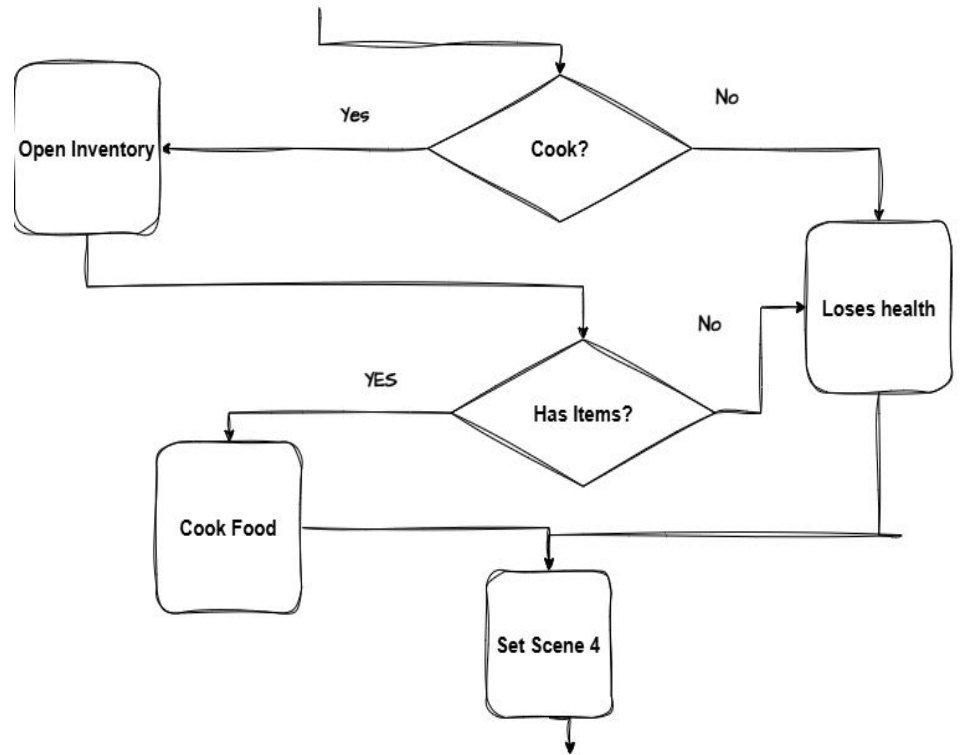 No
Yes
Open Inventory
Cook?
Loses health
No
YES
Has Items?
Cook Food
Set Scene 4